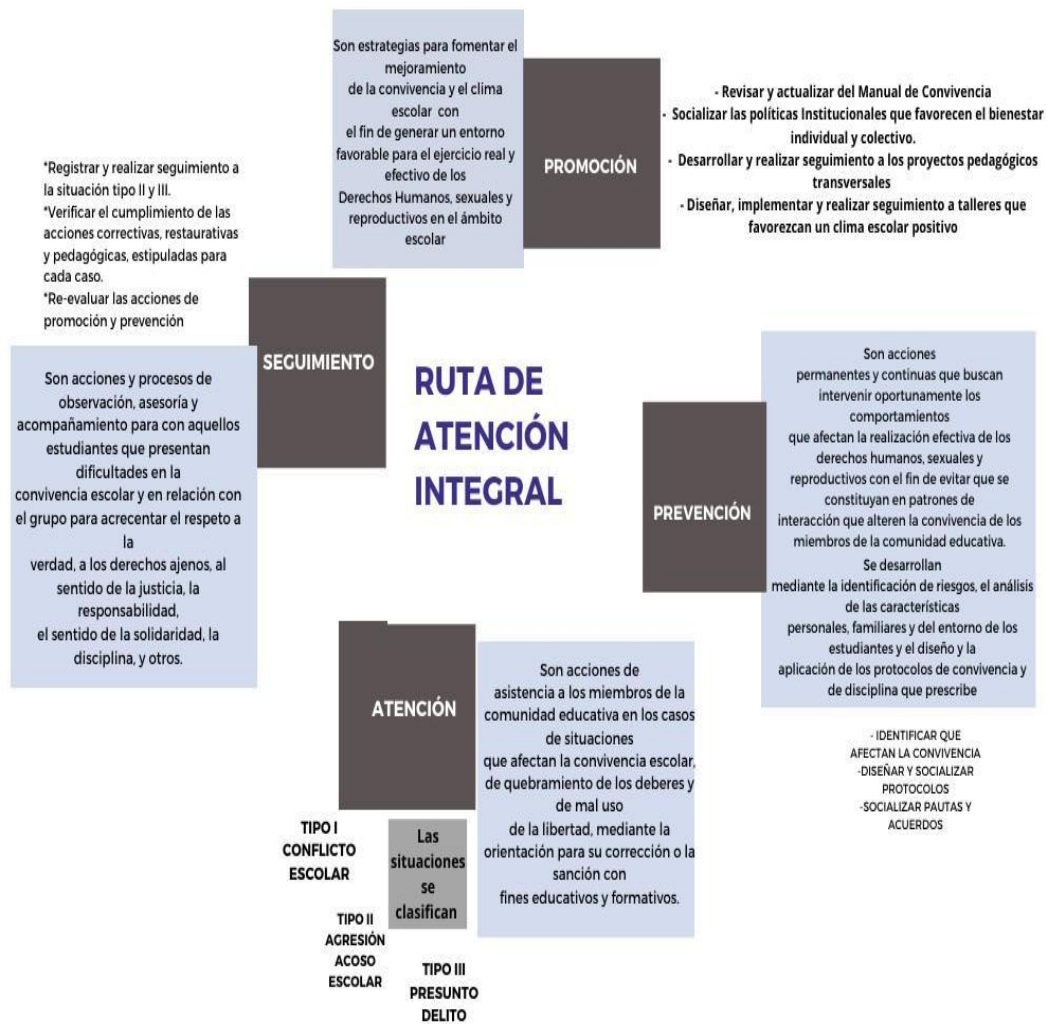 Son estrategias para fomentar el
mejoramiento
de la convivencia y el clima
escolar con
el fin de generar un entorno
favorable para el ejercicio real y
efectivo de los
Derechos Humanos, sexuales y
reproductivos en el ámbito
escolar
PROMOCIÓN
- Revisar y actualizar del Manual de Convivencia
- Socializar las políticas Institucionales que favorecen el bienestar
individual y colectivo.
- Desarrollar y realizar seguimiento a los proyectos pedagógicos
transversales
- Diseñar, implementar y realizar seguimiento a talleres que
favorezcan un clima escolar positivo
*Registrar y realizar seguimiento a
la situación tipo II y III.
*Verificar el cumplimiento de las
acciones correctivas, restaurativas
y pedagógicas, estipuladas para
cada caso.
*Re-evaluar las acciones de
promoción y prevención
SEGUIMIENTO
Son acciones y procesos de
observación, asesoría y
acompañamiento para con aquellos
estudiantes que presentan
dificultades en la
convivencia escolar y en relación con
el grupo para acrecentar el respeto a
la
verdad, a los derechos ajenos, al
sentido de la justicia, la
responsabilidad,
el sentido de la solidaridad, la
disciplina, y otros.
RUTA DE
ATENCIÓN
INTEGRAL
PREVENCIÓN
Son acciones
permanentes y continuas que buscan
intervenir oportunamente los
comportamientos
que afectan la realización efectiva de los
derechos humanos, sexuales y
reproductivos con el fin de evitar que se
constituyan en patrones de
interacción que alteren la convivencia de los
miembros de la comunidad educativa.
Se desarrollan
mediante la identificación de riesgos, el análisis
de las características
personales, familiares y del entorno de los
estudiantes y el diseño y la
aplicación de los protocolos de convivencia y
de disciplina que prescribe
- IDENTIFICAR QUE
AFECTAN LA CONVIVENCIA
-DISEÑAR Y SOCIALIZAR
PROTOCOLOS
-SOCIALIZAR PAUTAS Y
ACUERDOS
ATENCIÓN
Son acciones de
asistencia a los miembros de la
comunidad educativa en los casos
de situaciones
que afectan la convivencia escolar,
de quebramiento de los deberes y
de mal uso
de la libertad, mediante la
orientación para su corrección o la
sanción con
fines educativos y formativos.
Las
situaciones
se
clasifican
TIPO I
CONFLICTO
ESCOLAR
TIPO II
AGRESIÓN
ACOSO
ESCOLAR
TIPO III
PRESUNTO
DELITO